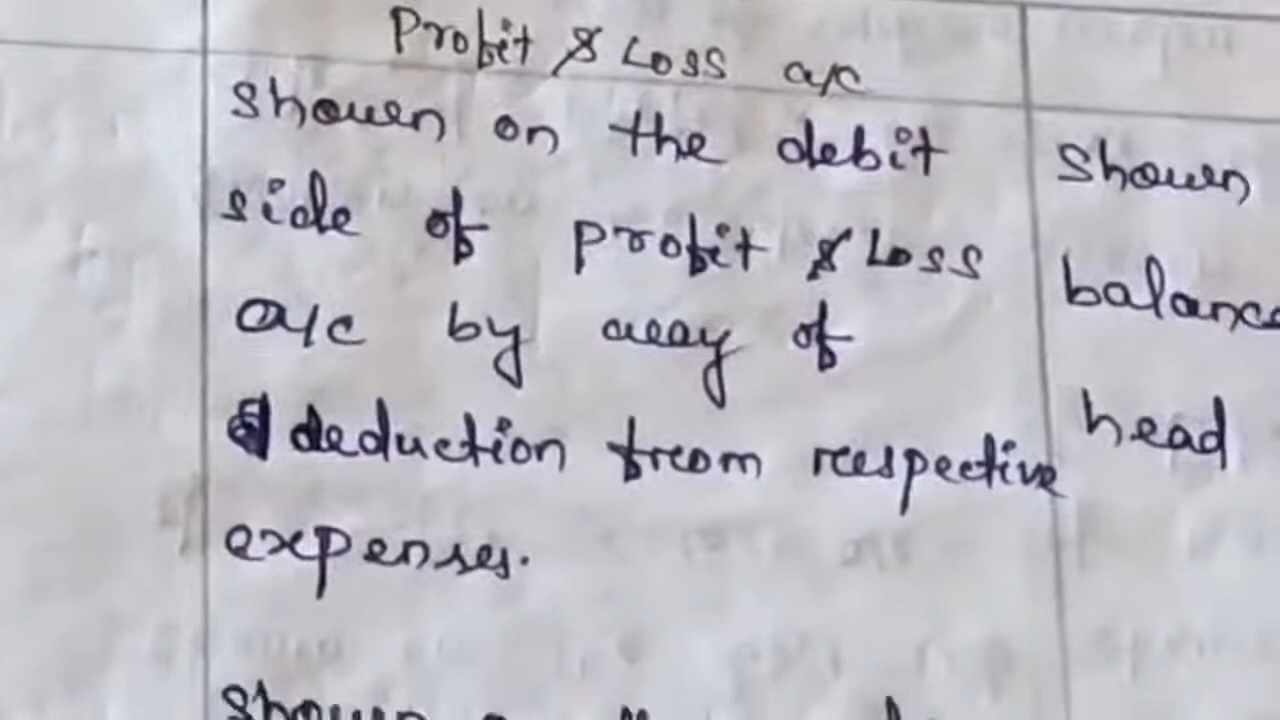 Profit & Loss a/c
shown on the debit
side of profit & Loss
a/c by way of
deduction from respective
expenses.
shown
shown
balance
head